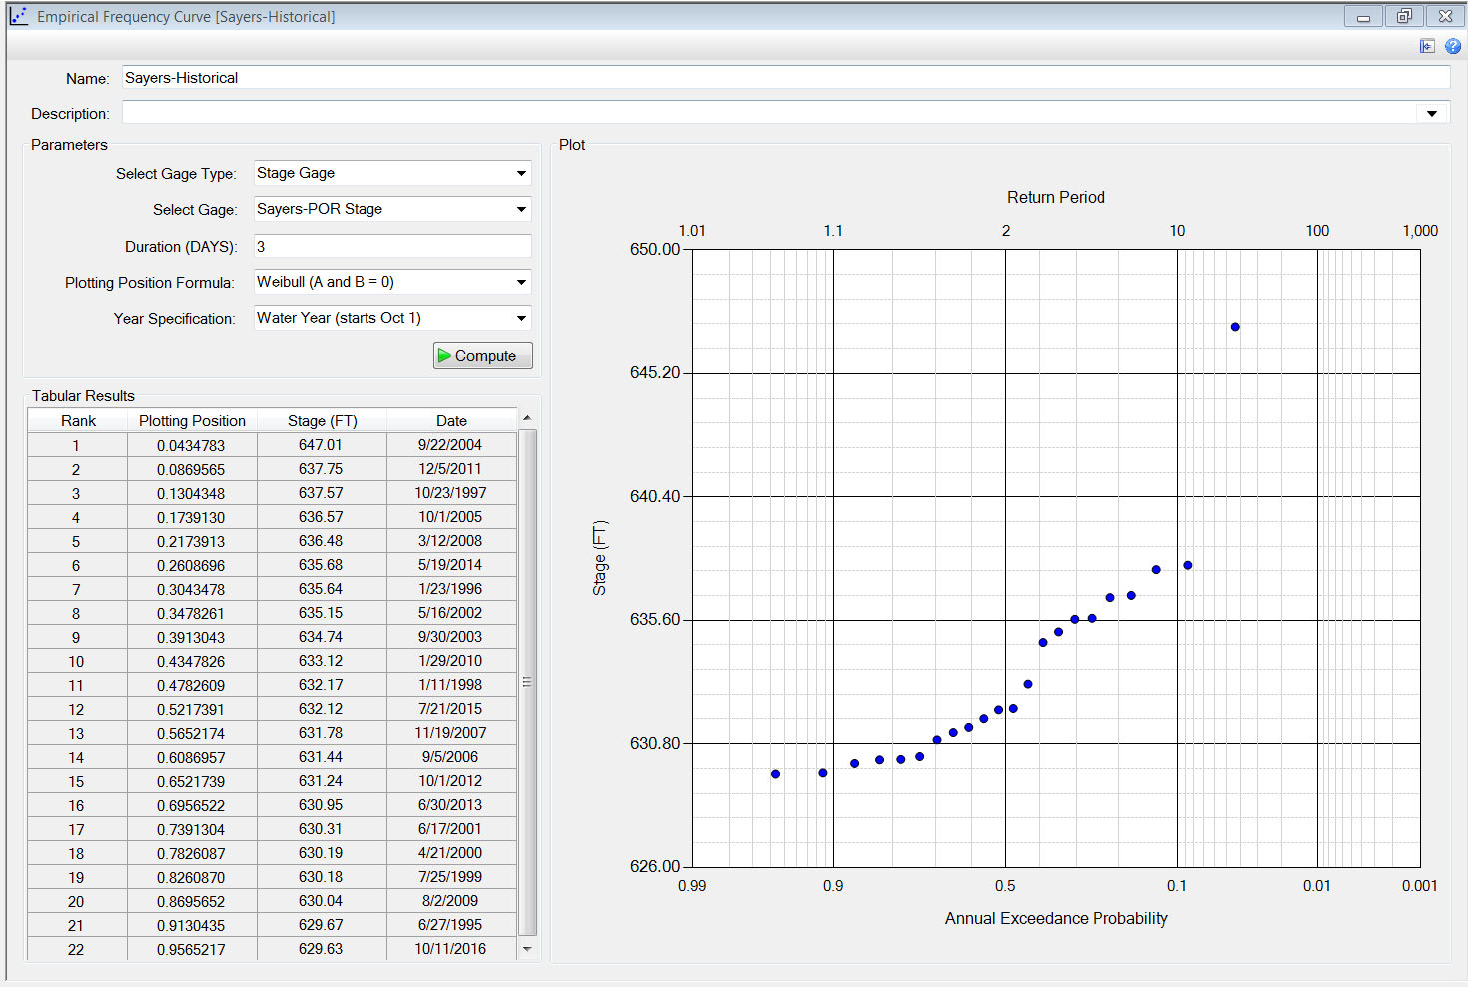 Empirical Frequency Curve [Sayers-Historical]
Name: Sayers-Historical
Description:
Parameters
Select Gage Type: Stage Gage
Select Gage: Sayers-POR Stage
Duration (DAYS): 3
Plotting Position Formula: Weibull (A and B = 0)
Year Specification: Water Year (starts Oct 1)
Compute
Tabular Results
Rank Plotting Position Stage (FT) Date
1 0.0434783 647.01 9/22/2004
2 0.0869565 637.75 12/5/2011
3 0.1304348 637.57 10/23/1997
4 0.1739130 636.57 10/1/2005
5 0.2173913 636.48 3/12/2008
6 0.2608696 635.68 5/19/2014
7 0.3043478 635.64 1/23/1996
8 0.3478261 635.15 5/16/2002
9 0.3913043 634.74 9/30/2003
10 0.4347826 633.12 1/29/2010
11 0.4782609 632.17 1/11/1998
12 0.5217391 632.12 7/21/2015
13 0.5652174 631.78 11/19/2007
14 0.6086957 631.44 9/5/2006
15 0.6521739 631.24 10/1/2012
16 0.6956522 630.95 6/30/2013
17 0.7391304 630.31 6/17/2001
18 0.7826087 630.19 4/21/2000
19 0.8260870 630.18 7/25/1999
20 0.8695652 630.04 8/2/2009
21 0.9130435 629.67 6/27/1995
22 0.9565217 629.63 10/11/2016
Plot
Return Period
1.01 1.1 2 10 100 1,000
650.00
645.20
640.40
635.60
630.80
626.00
Stage (FT)
0.99 0.9 0.5 0.1 0.01 0.001
Annual Exceedance Probability